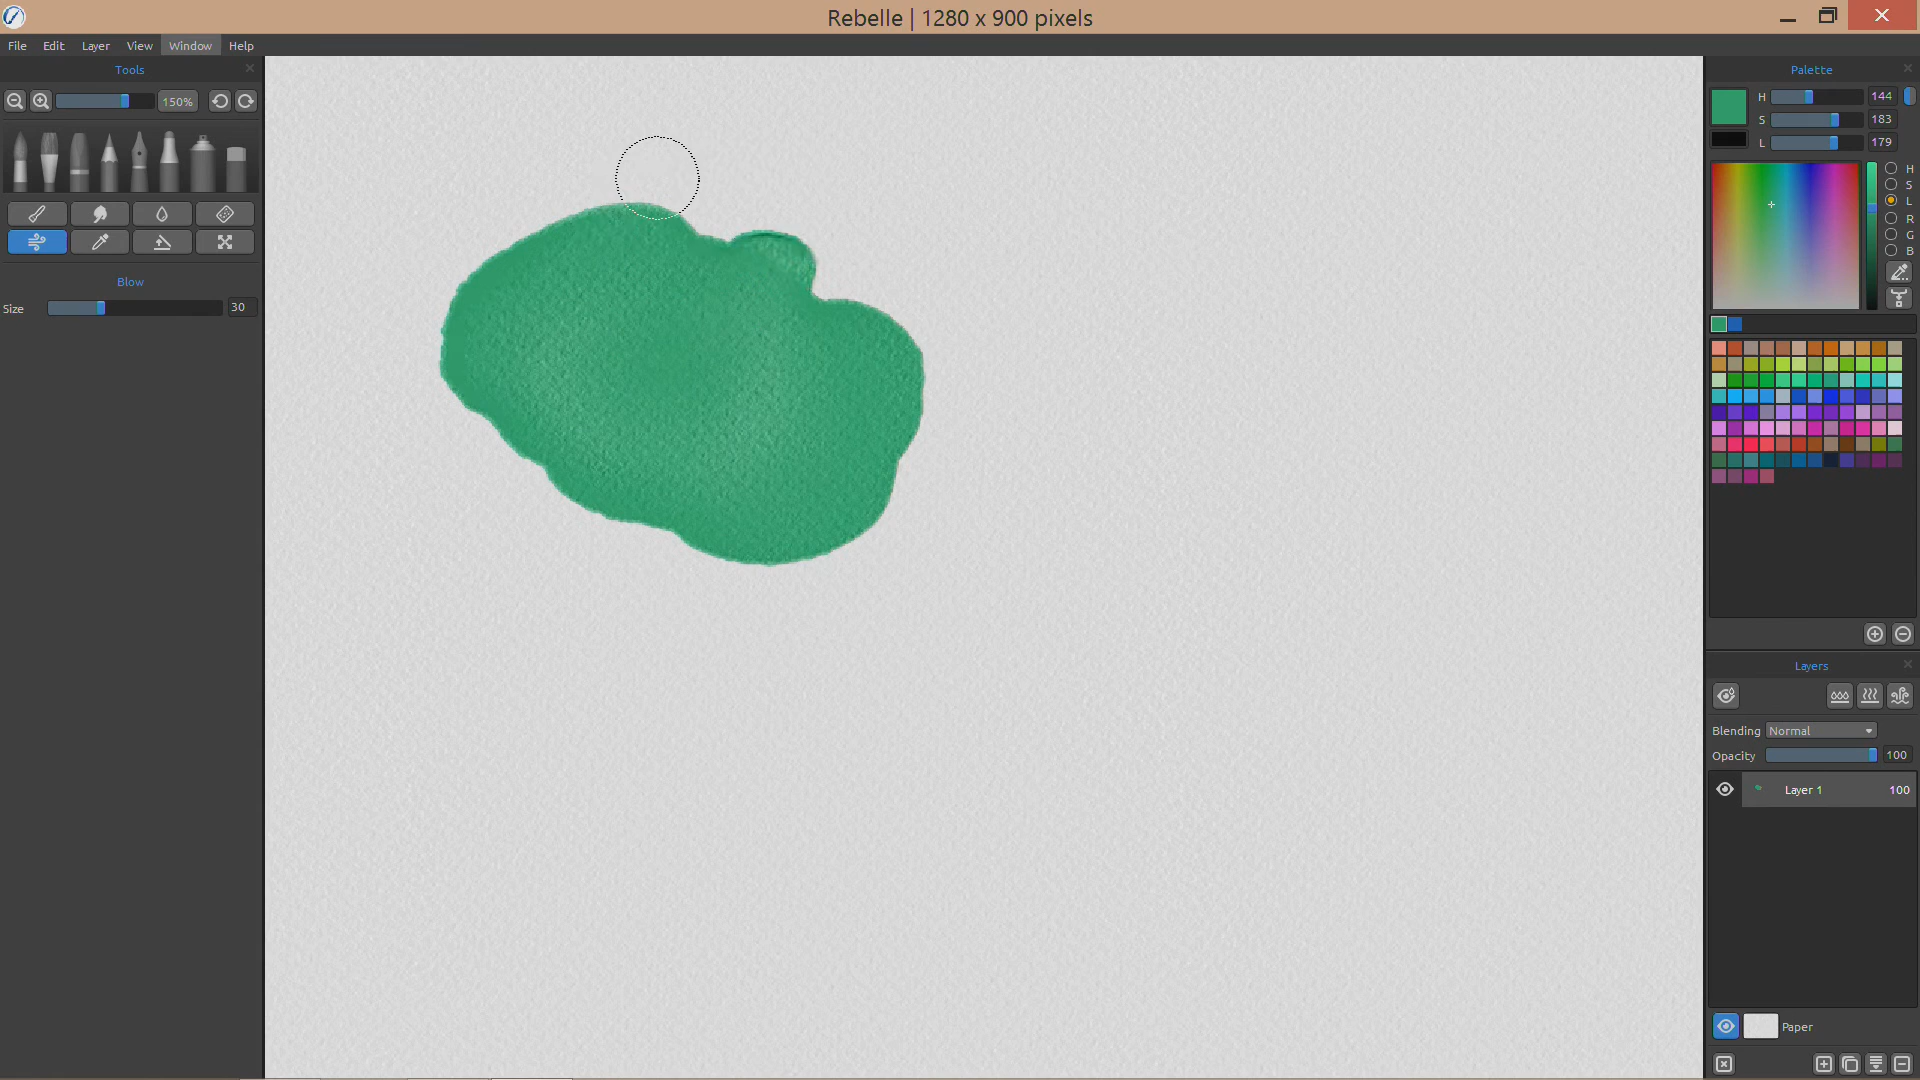 Rebelle | 1280 x 900 pixels
File Edit Layer View Window Help
Tools
150%
Blow
Size 30
Palette
H 144
S 183
L 179
H
S
L
R
G
B
Layers
Blending Normal
Opacity 100
Layer 1 100
Paper